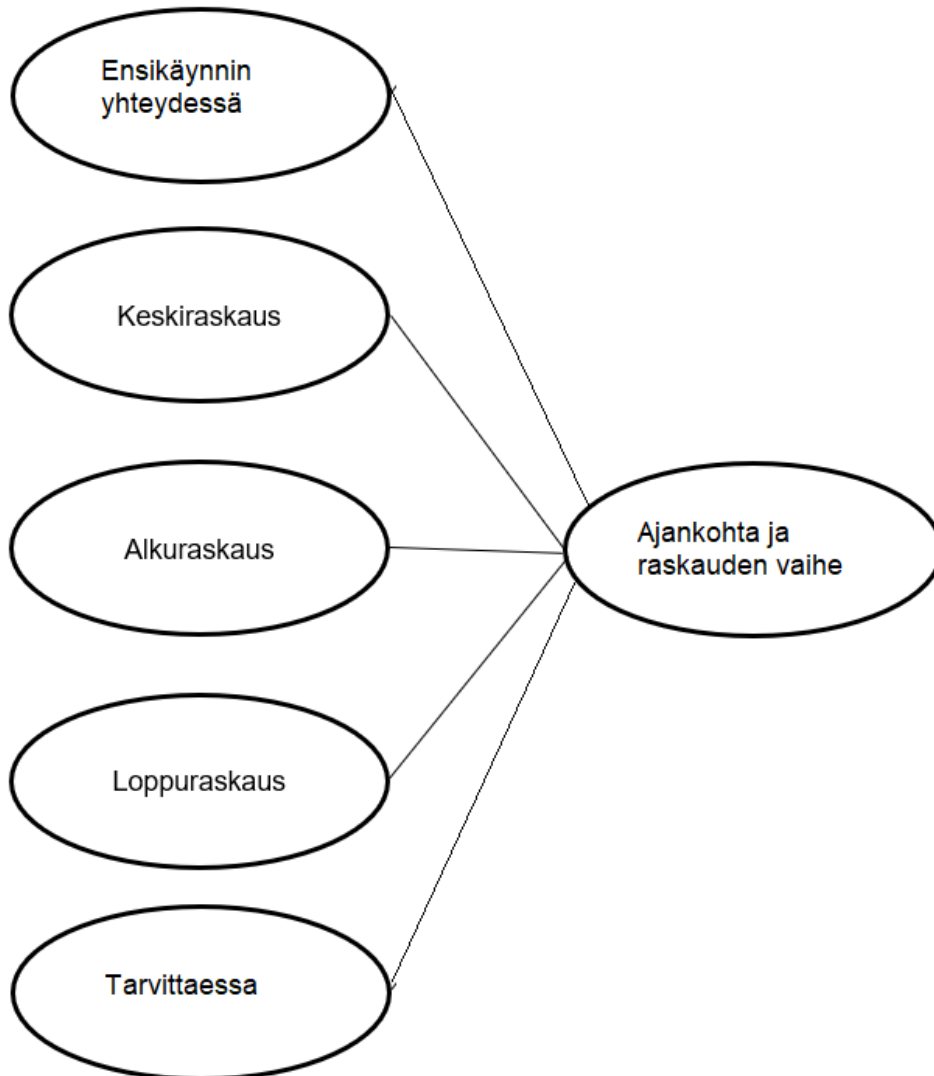 Ensikäynnin
yhteydessä
Keskiraskaus
Alkuraskaus
Ajankohta ja
raskauden vaihe
Loppuraskaus
Tarvittaessa